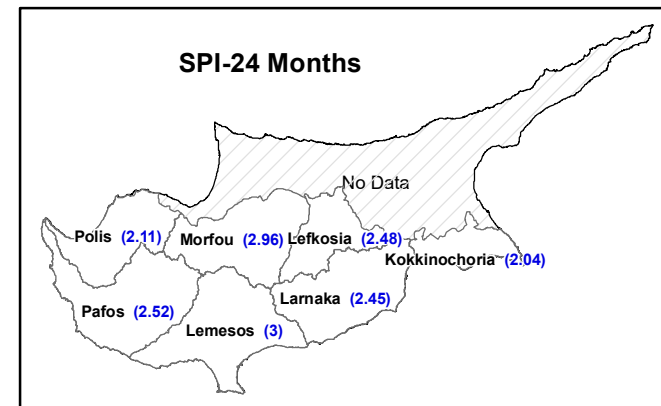 SPI-24 Months
No Data
Polis (2.11)
Morfou (2.96)
Lefkosia (2.48)
Kokkinochoria (2.04)
Pafos (2.52)
Larnaka (2.45)
Lemesos (3)